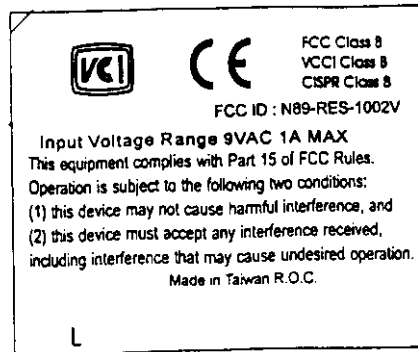 VCI
CE
FCC Class B
VCCI Class B
CISPR Class B
FCC ID : N89-RES-1002V
Input Voltage Range 9VAC 1A MAX
This equipment complies with Part 15 of FCC Rules.
Operation is subject to the following two conditions:
(1) this device may not cause harmful interference, and
(2) this device must accept any interference received,
including interference that may cause undesired operation.
Made in Taiwan R.O.C.
L